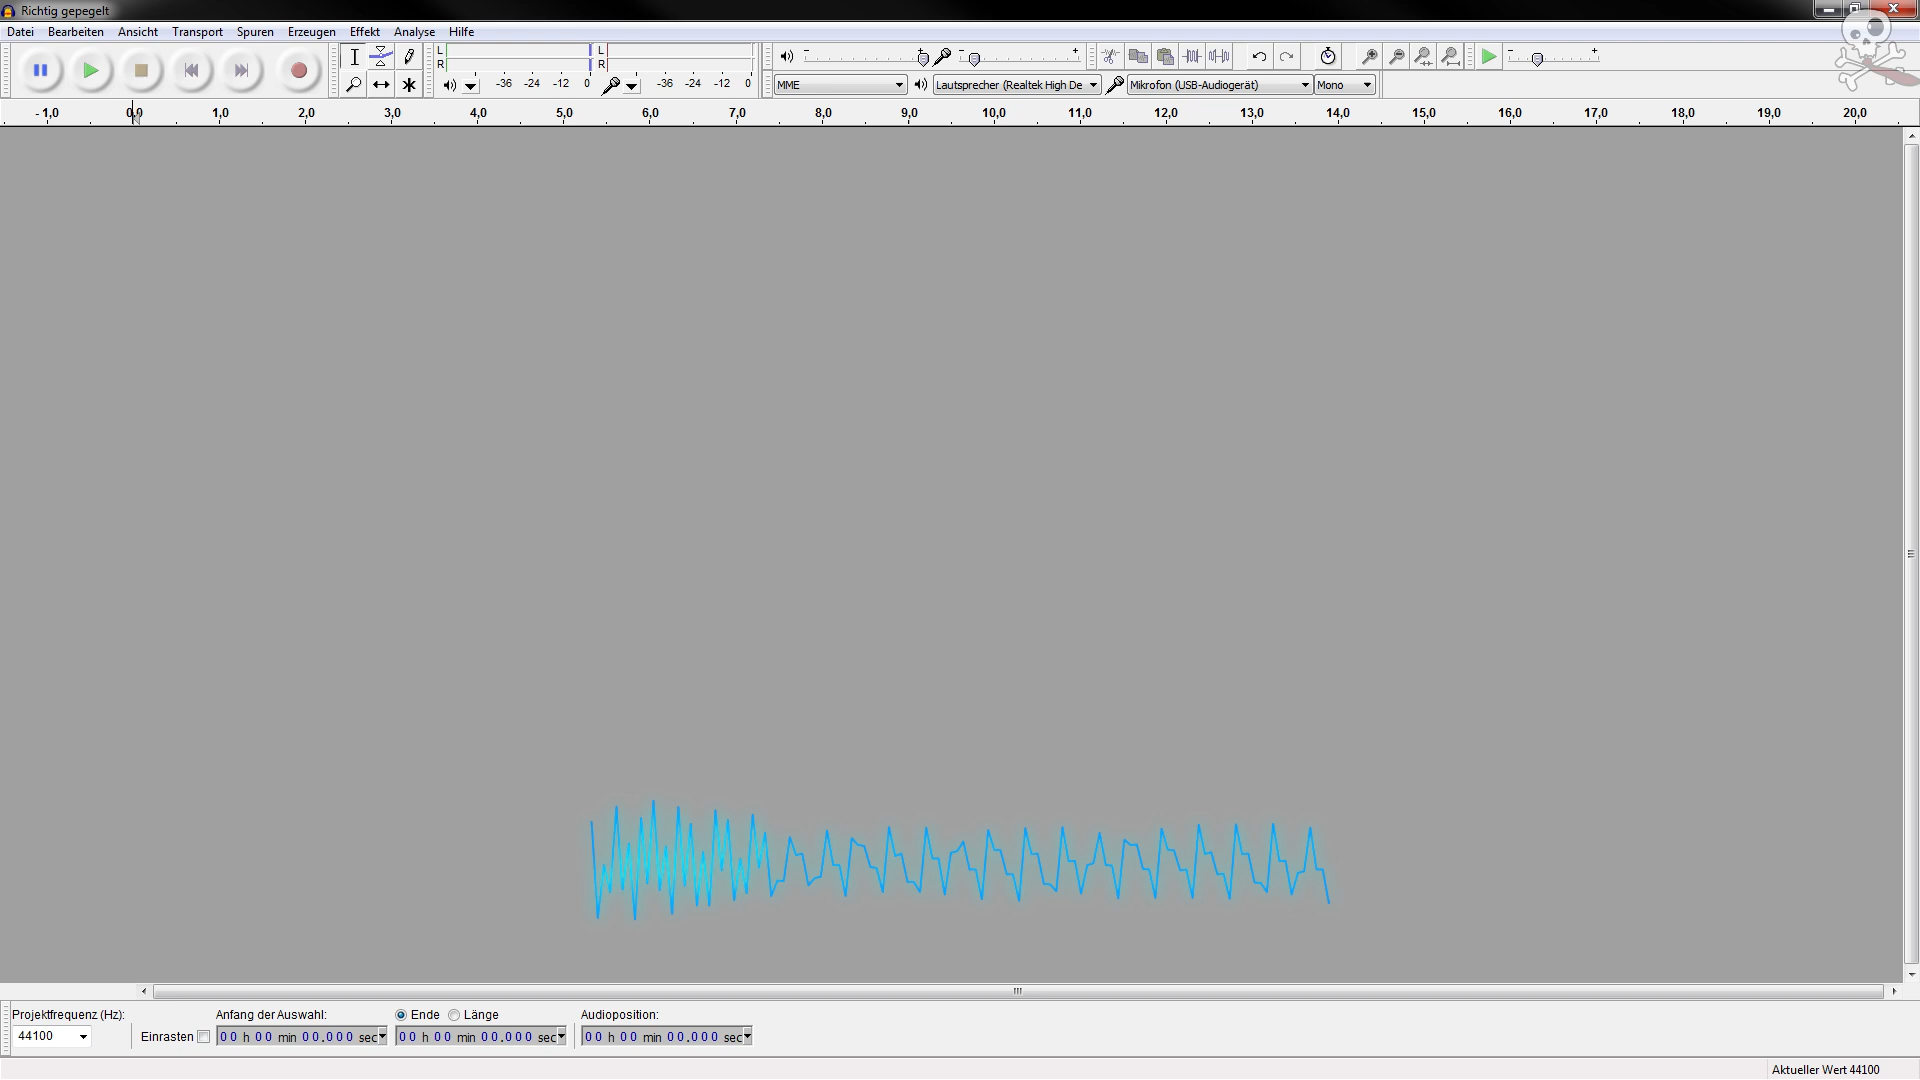 Richtig gepegelt
Datei Bearbeiten Ansicht Transport Spuren Erzeugen Effekt Analyse Hilfe
L
R
L
R
-36 -24 -12 0
-36 -24 -12 0
MME
Lautsprecher (Realtek High De
Mikrofon (USB-Audiogerät)
Mono
- 1,0 0,0 1,0 2,0 3,0 4,0 5,0 6,0 7,0 8,0 9,0 10,0 11,0 12,0 13,0 14,0 15,0 16,0 17,0 18,0 19,0 20,0
Projektfrequenz (Hz): Anfang der Auswahl: Ende Länge Audioposition:
44100 Einrasten 00 h 00 min 00.000 sec 00 h 00 min 00.000 sec 00 h 00 min 00.000 sec
Aktueller Wert 44100